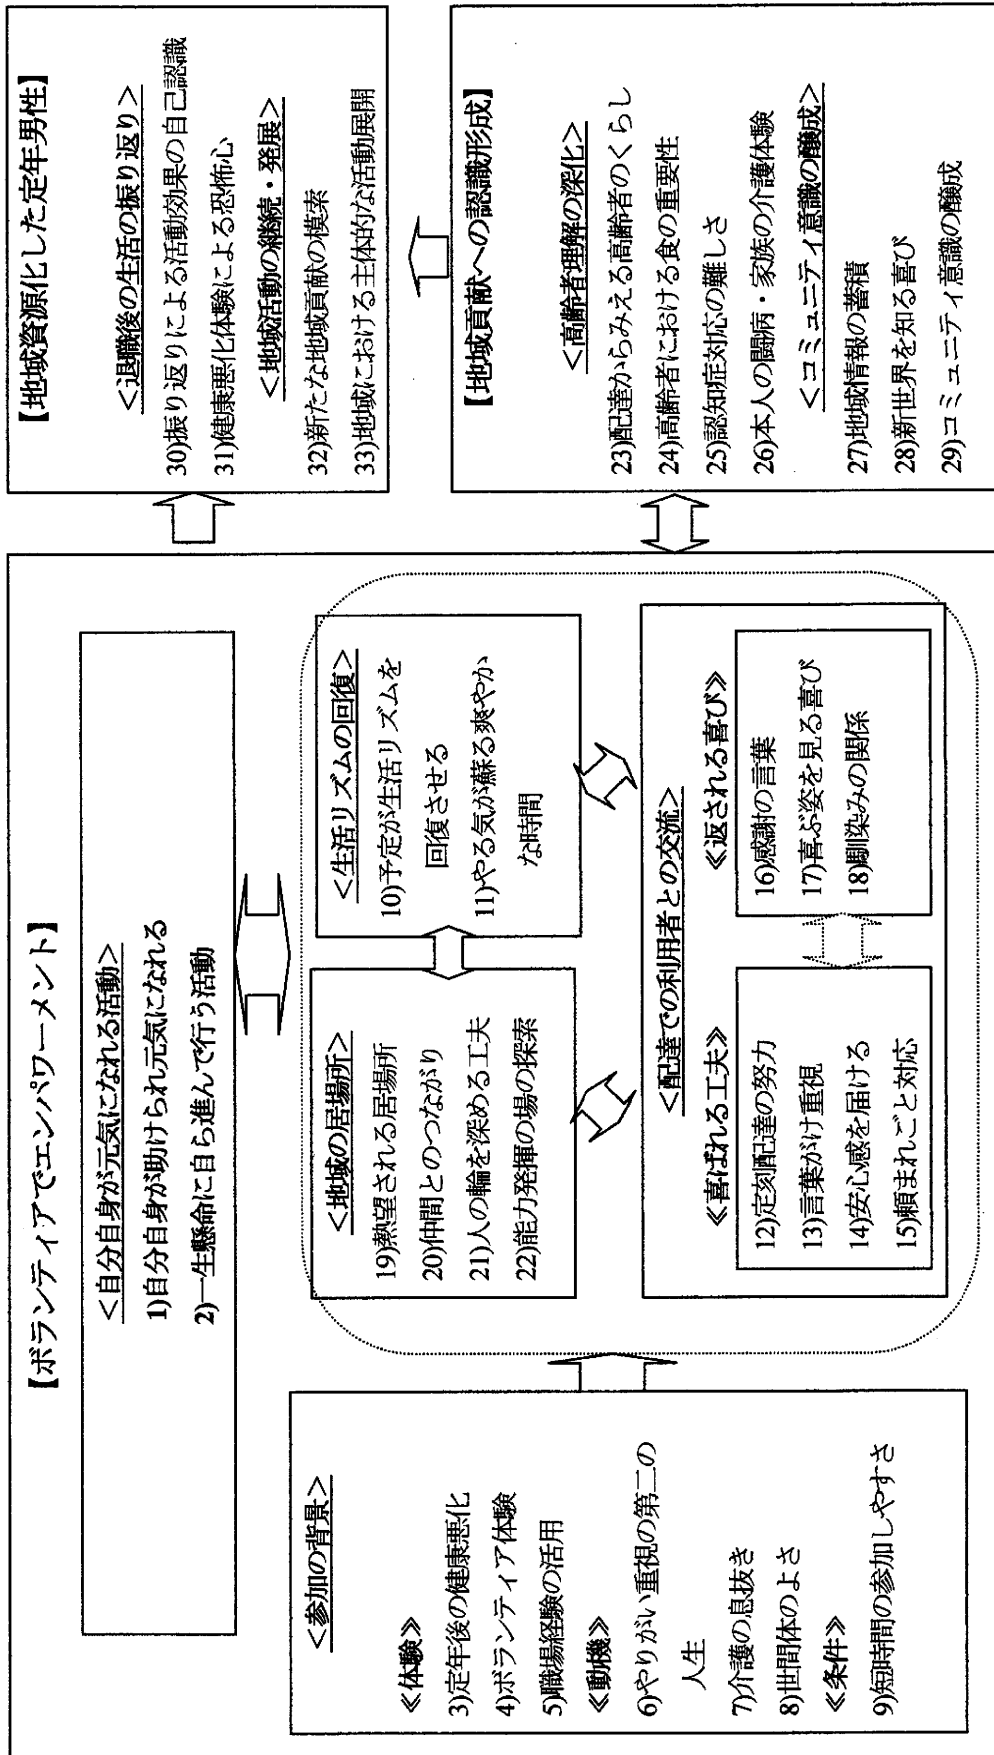 【ボランティアでエンパワーメント】
＜自分自身が元気になれる活動＞
1)自分自身が助けられ元気になれる
2)一生懸命に自ら進んで行う活動
＜参加の背景＞
≪体験≫
3)定年後の健康悪化
4)ボランティア体験
5)職場経験の活用
≪動機≫
6)やりがい重視の第二の
人生
7)介護の息抜き
8)世間体のよさ
≪条件≫
9)短時間の参加しやすさ
＜地域の居場所＞
19)熱望される居場所
20)仲間とのつながり
21)人の輪を深める工夫
22)能力発揮の場の探索
＜生活リズムの回復＞
10)予定が生活リズムを
回復させる
11)やる気が蘇る爽やか
な時間
＜配達での利用者との交流＞
≪喜ばれる工夫≫
12)定刻配達の努力
13)言葉がけ重視
14)安心感を届ける
15)頼まれごと対応
≪返される喜び≫
16)感謝の言葉
17)喜ぶ姿を見る喜び
18)馴染みの関係
【地域資源化した定年男性】
＜退職後の生活の振り返り＞
30)振り返りによる活動効果の自己認識
31)健康悪化体験による恐怖心
＜地域活動の継続・発展＞
32)新たな地域貢献の模索
33)地域における主体的な活動展開
【地域貢献への認識形成】
＜高齢者理解の深化＞
23)配達からみえる高齢者のくらし
24)高齢者における食の重要性
25)認知症対応の難しさ
26)本人の闘病・家族の介護体験
＜コミュニティ意識の醸成＞
27)地域情報の蓄積
28)新世界を知る喜び
29)コミュニティ意識の醸成